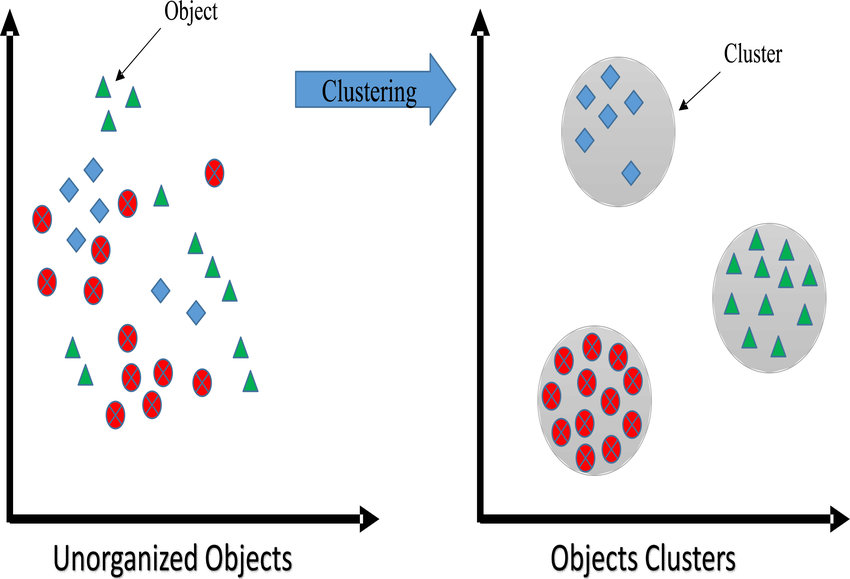 Object
Clustering
Cluster
Unorganized Objects
Objects Clusters